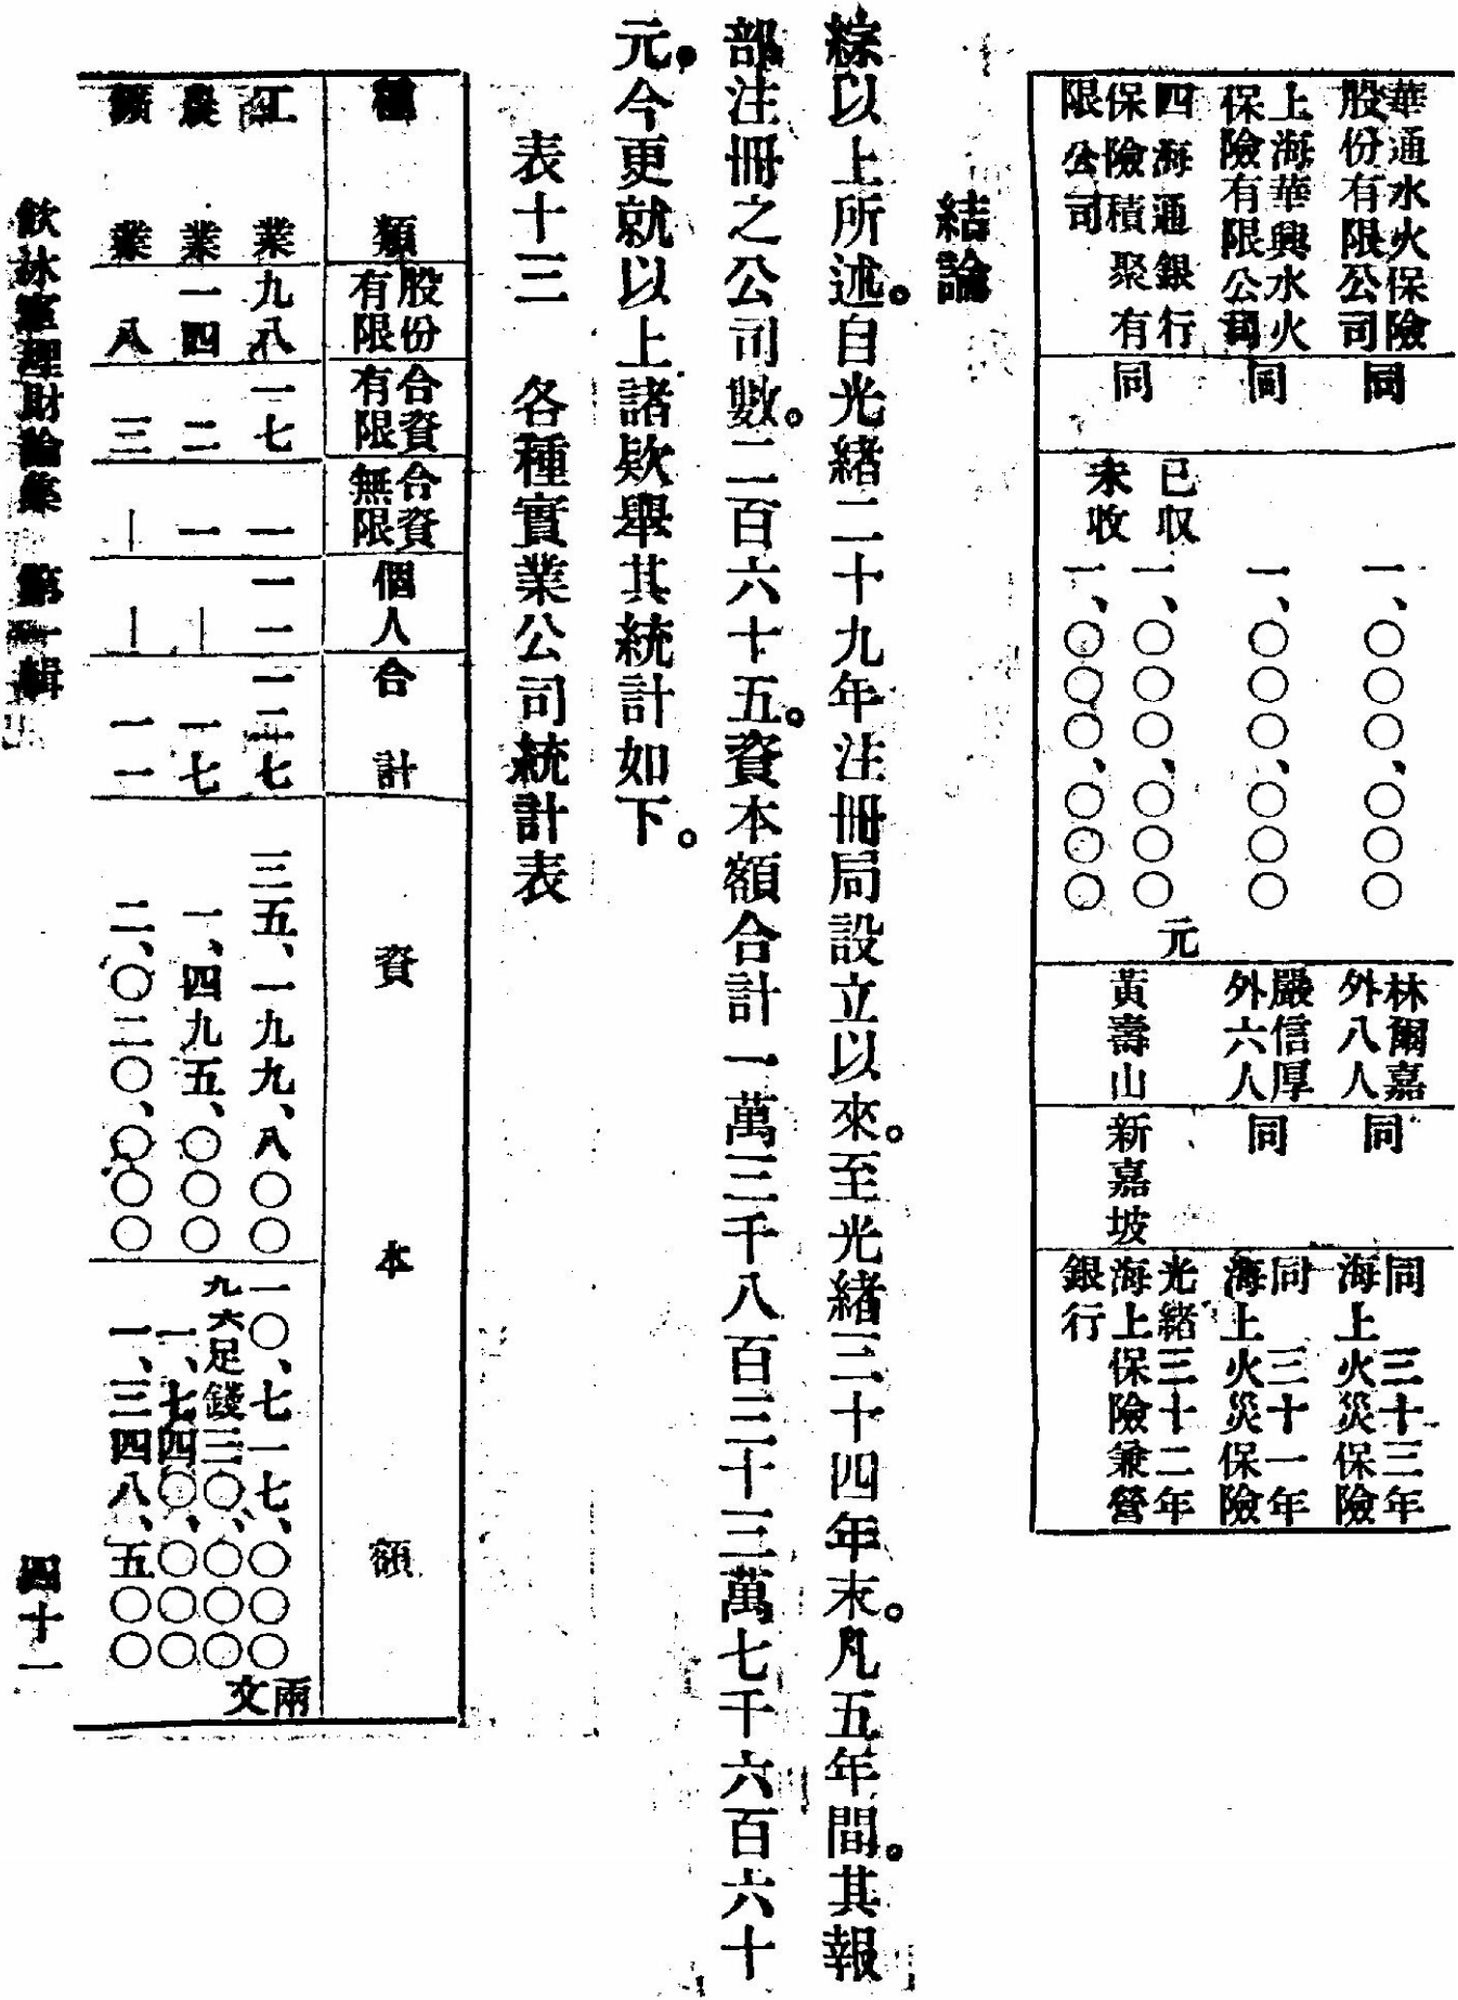 華通水火保險
股份有限公司
同
一、〇〇〇、〇〇〇
林爾嘉
外八人
同
同　三十三年
海上火災保險
上海華興水火
保險有限公司
同
一、〇〇〇、〇〇〇
嚴信厚
外六人
同
同　三十一年
海上火災保險
四海通銀行
保險積聚有
限公司
同
已収一、〇〇〇、〇〇〇元
未收一、〇〇〇、〇〇〇
黃壽山
新嘉坡
光緒三十二年
海上保險兼營
銀行
結論
綜以上所述。自光緒二十九年注冊局設立以來。至光緒三十四年末。凡五年間。其報
部注冊之公司數。二百六十五。資本額合計一萬三千八百三十三萬七千六百六十
元。今更就以上諸欵舉其統計如下。
表十三　各種實業公司統計表
種類
股份
有限
合資
有限
合資
無限
個人
合計
資本額
工業
九八
一七
一
一一
一二七
三五、一九九、八〇〇
一〇、七一七、〇〇〇兩
九六足錢三〇、〇〇〇文
農業
一四
二
一
｜
一七
一、四九五、〇〇〇
一、七四〇、〇〇〇
鑛業
八
三
｜
｜
一一
二、〇二〇、〇〇〇
一、三四八、五〇〇
飲冰室理財論集　第一輯
四十一